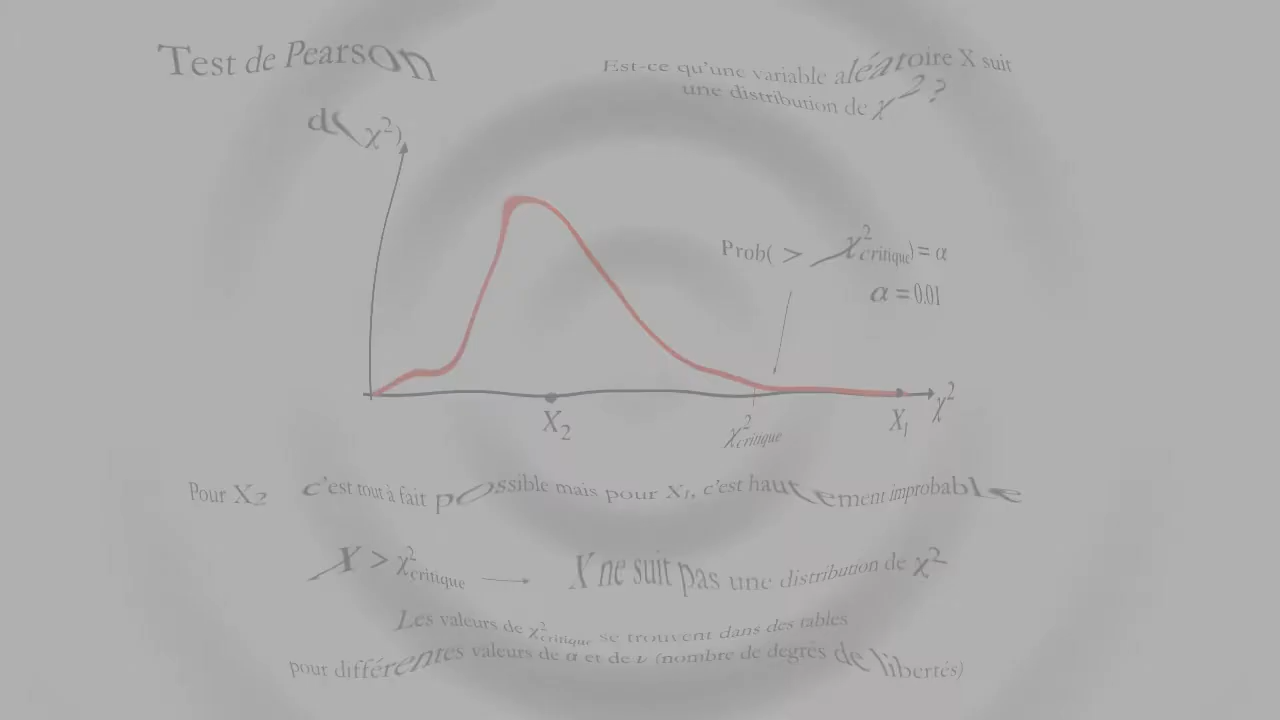 Test de Pearson
Est-ce qu'une variable aléatoire X suit
une distribution de χ² ?
d( χ²)
Prob( > χ²critique) = α
α = 0.01
X₂
χ²critique
X₁
χ²
Pour X₂ c'est tout à fait possible mais pour X₁, c'est hautement improbable
X > χ²critique → X ne suit pas une distribution de χ²
Les valeurs de χ²critique se trouvent dans des tables
pour différentes valeurs de α et de ν (nombre de degrés de libertés)